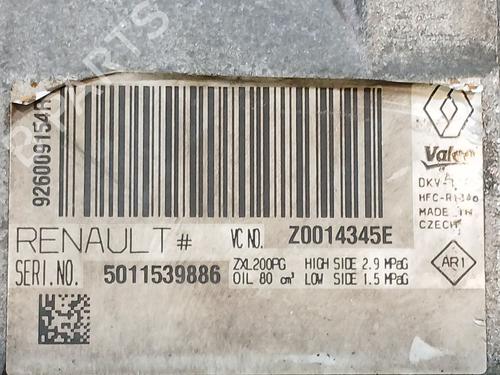 926009154R
Valeo
DKV-
HFC-R134a
MADE IN
CZECH
RENAULT # VC NO. Z0014345E
SERI.NO. 5011539886
ZXL200PG HIGH SIDE 2.9 MPaG
OIL 80 cm³ LOW SIDE 1.5 MPaG
AR1
B-PARTS